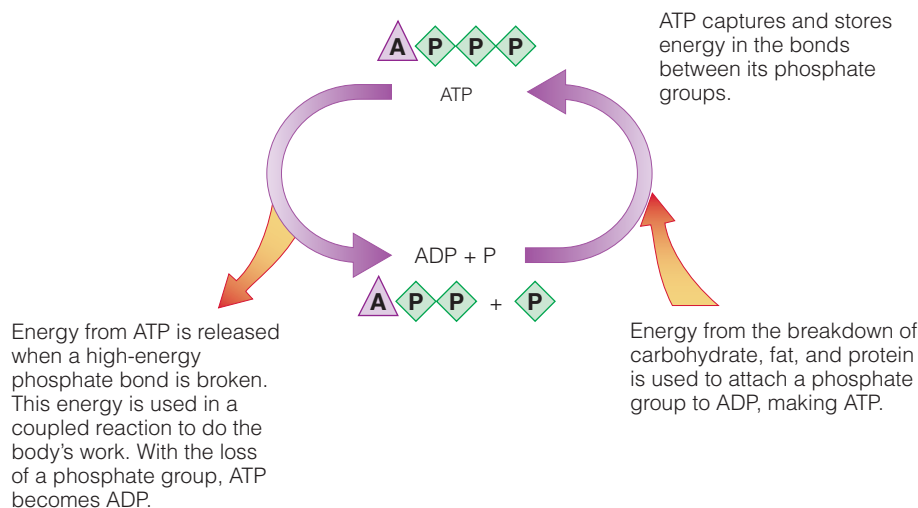 A P P P
ATP
ATP captures and stores
energy in the bonds
between its phosphate
groups.
ADP + P
A P P + P
Energy from ATP is released
when a high-energy
phosphate bond is broken.
This energy is used in a
coupled reaction to do the
body's work. With the loss
of a phosphate group, ATP
becomes ADP.
Energy from the breakdown of
carbohydrate, fat, and protein
is used to attach a phosphate
group to ADP, making ATP.